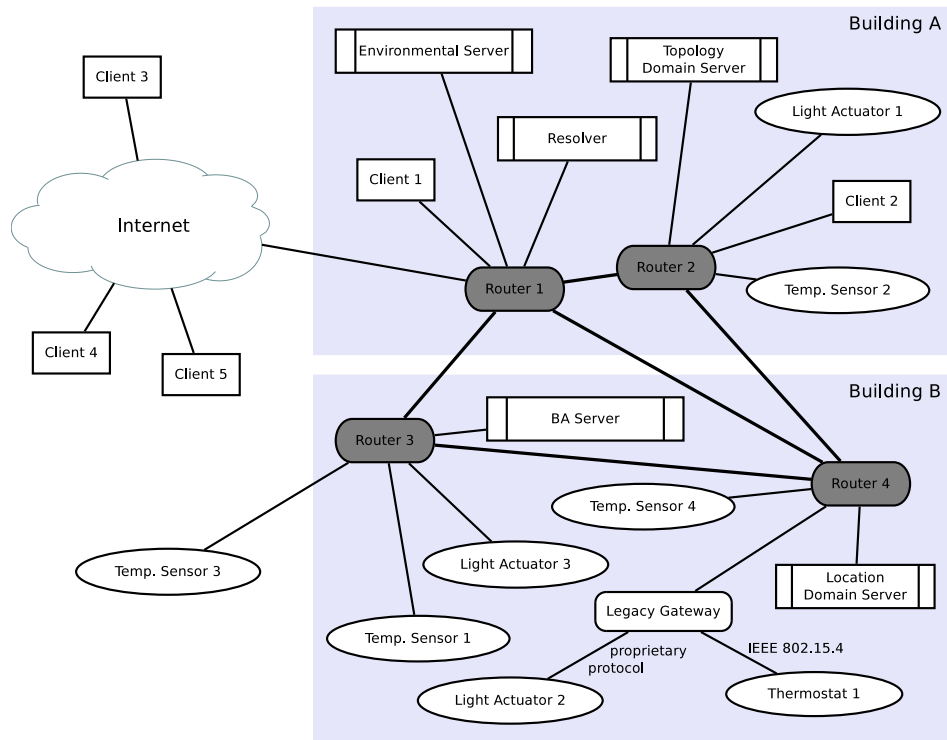 Building A
Environmental Server
Topology
Domain Server
Client 3
Light Actuator 1
Resolver
Client 1
Client 2
Internet
Router 2
Router 1
Temp. Sensor 2
Client 4
Client 5
Building B
BA Server
Router 3
Router 4
Temp. Sensor 4
Temp. Sensor 3
Light Actuator 3
Location
Domain Server
Legacy Gateway
Temp. Sensor 1
proprietary
protocol
IEEE 802.15.4
Light Actuator 2
Thermostat 1